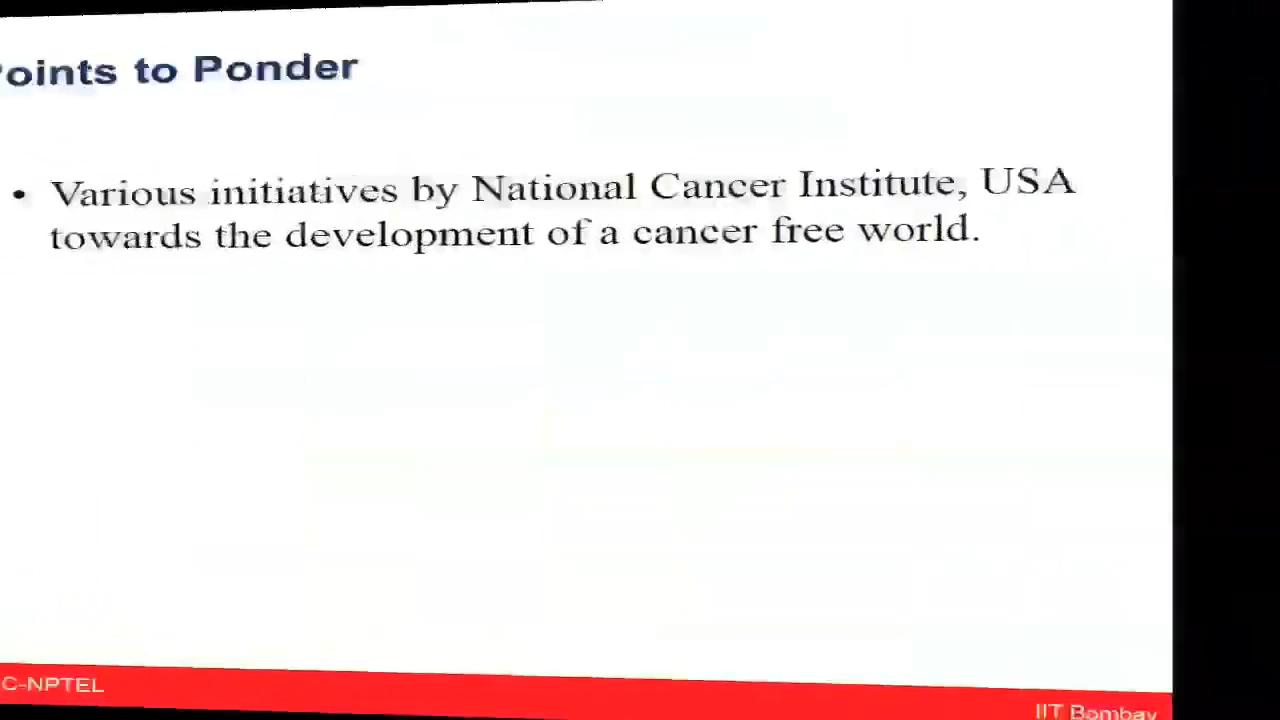 Points to Ponder
• Various initiatives by National Cancer Institute, USA
towards the development of a cancer free world.
C-NPTEL
IIT Bombay